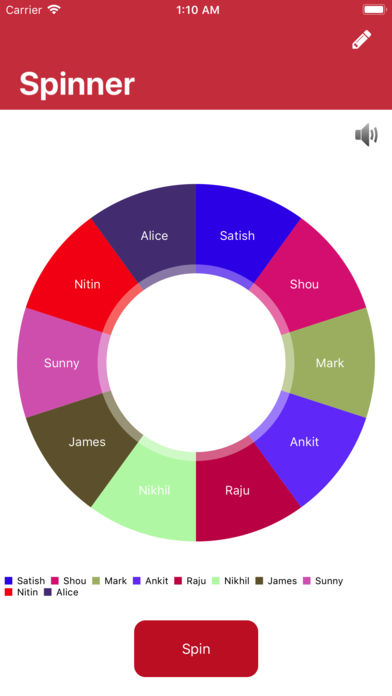 Carrier 1:10 AM
Spinner
Alice Satish
Nitin Shou
Sunny Mark
James Ankit
Nikhil Raju
Satish Shou Mark Ankit Raju Nikhil James Sunny
Nitin Alice
Spin